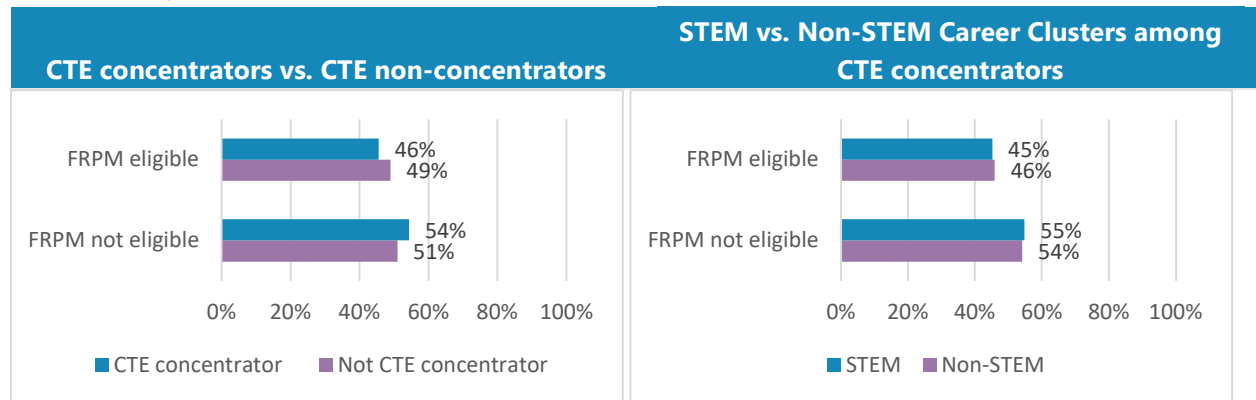 CTE concentrators vs. CTE non-concentrators
STEM vs. Non-STEM Career Clusters among
CTE concentrators
FRPM eligible
46%
49%
FRPM not eligible
54%
51%
0% 20% 40% 60% 80% 100%
CTE concentrator Not CTE concentrator
FRPM eligible
45%
46%
FRPM not eligible
55%
54%
0% 20% 40% 60% 80% 100%
STEM Non-STEM